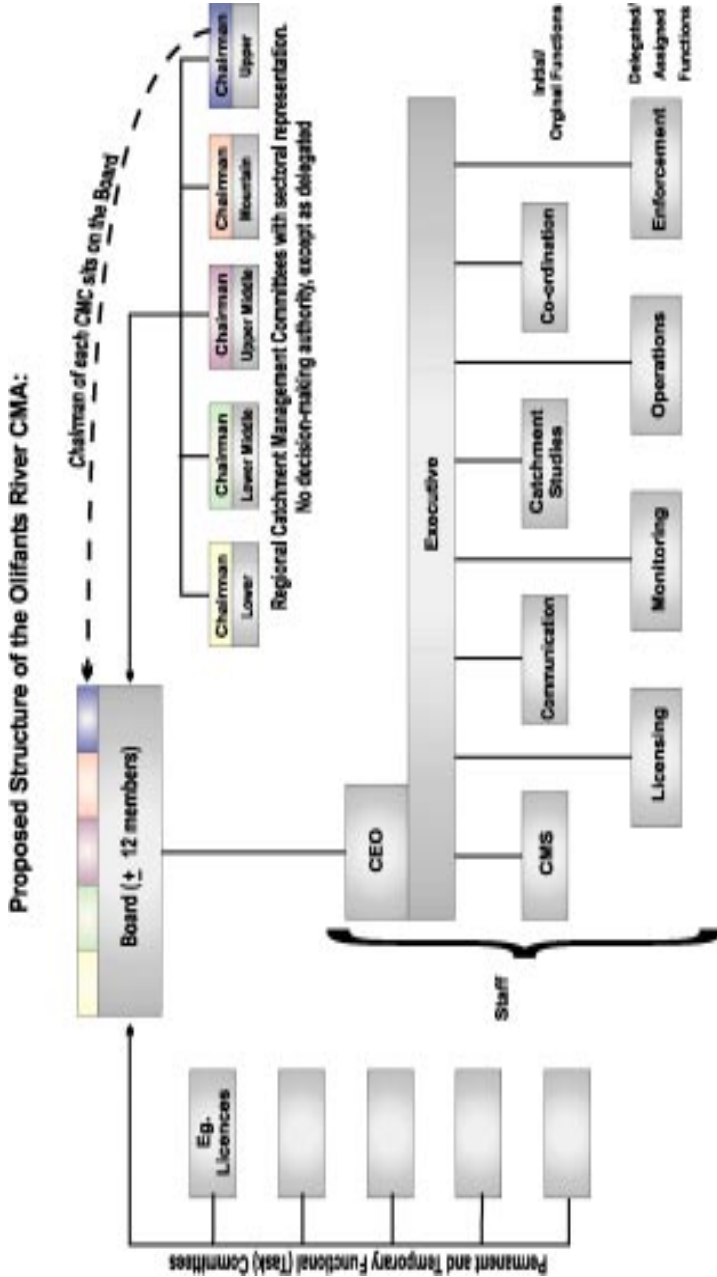 Proposed Structure of the Olifants River CMA:
Chairman of each CMC sits on the Board
Board (± 12 members)
Chairman
Lower
Chairman
Lower Middle
Chairman
Upper Middle
Chairman
Mountain
Chairman
Upper
Regional Catchment Management Committees with sectoral representation.
No decision-making authority, except as delegated
Permanent and Temporary Functional (Task) Committees
Eg.
Licences
Staff
CEO
Executive
CMS
Communication
Catchment
Studies
Co-ordination
Initial/
Orginal Functions
Licensing
Monitoring
Operations
Enforcement
Delegated/
Assigned
Functions